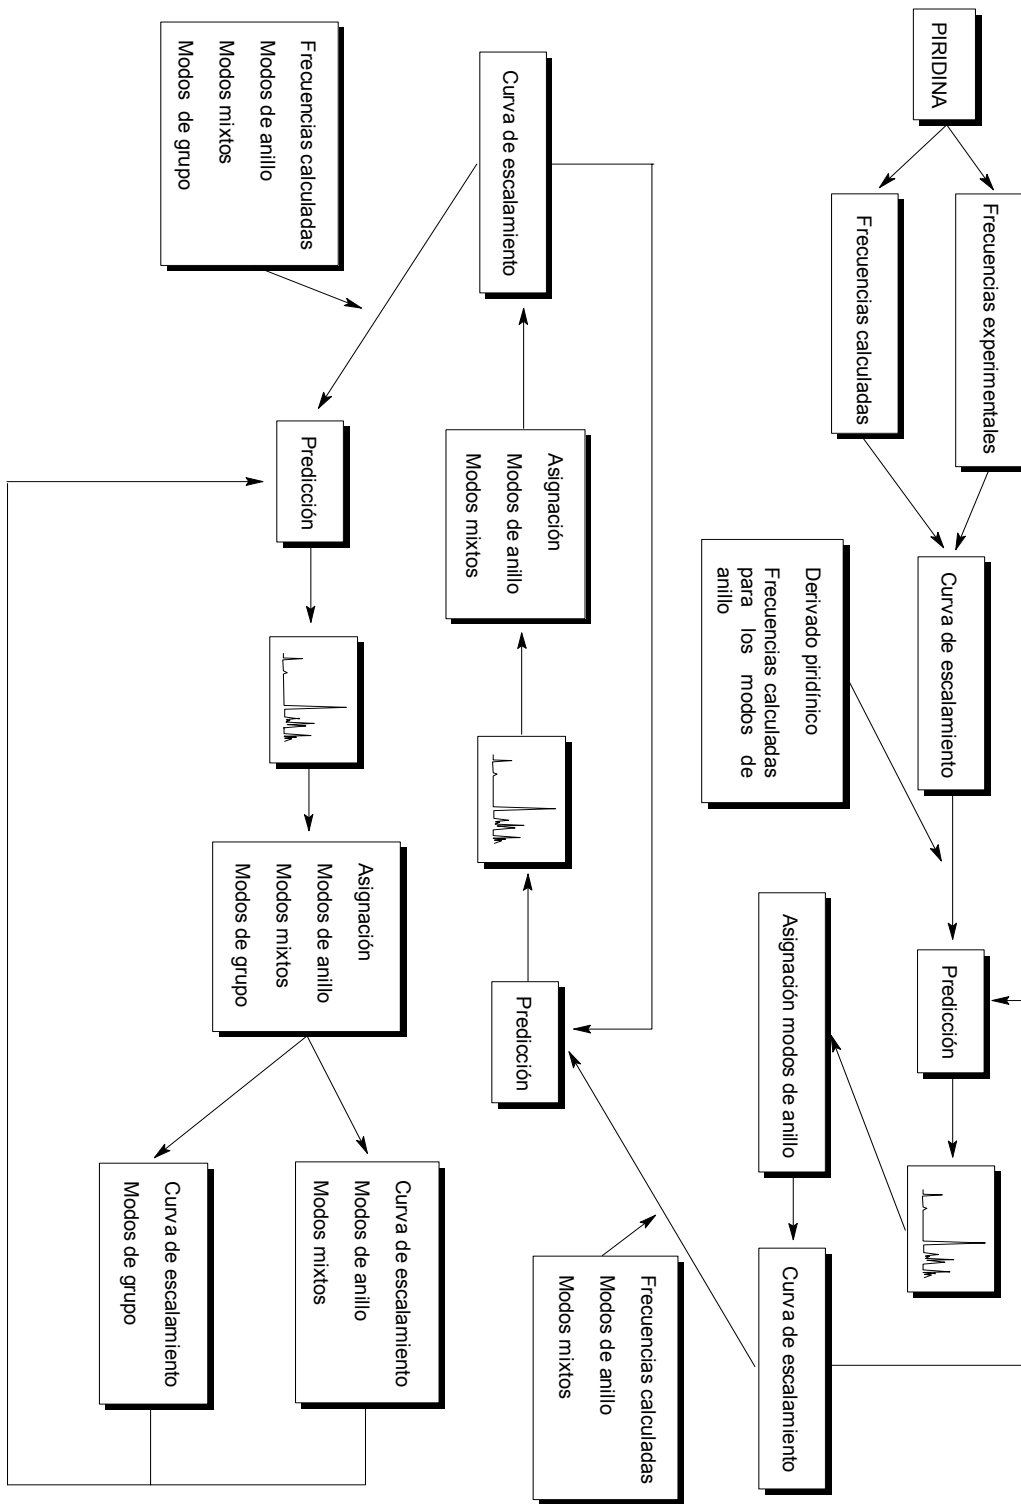 PIRIDINA
Frecuencias experimentales
Frecuencias calculadas
Curva de escalamiento
Derivado piridínico
Frecuencias calculadas
para los modos de
anillo
Predicción
Asignación modos de anillo
Curva de escalamiento
Frecuencias calculadas
Modos de anillo
Modos mixtos
Predicción
Asignación
Modos de anillo
Modos mixtos
Curva de escalamiento
Frecuencias calculadas
Modos de anillo
Modos mixtos
Modos de grupo
Predicción
Asignación
Modos de anillo
Modos mixtos
Modos de grupo
Curva de escalamiento
Modos de anillo
Modos mixtos
Curva de escalamiento
Modos de grupo